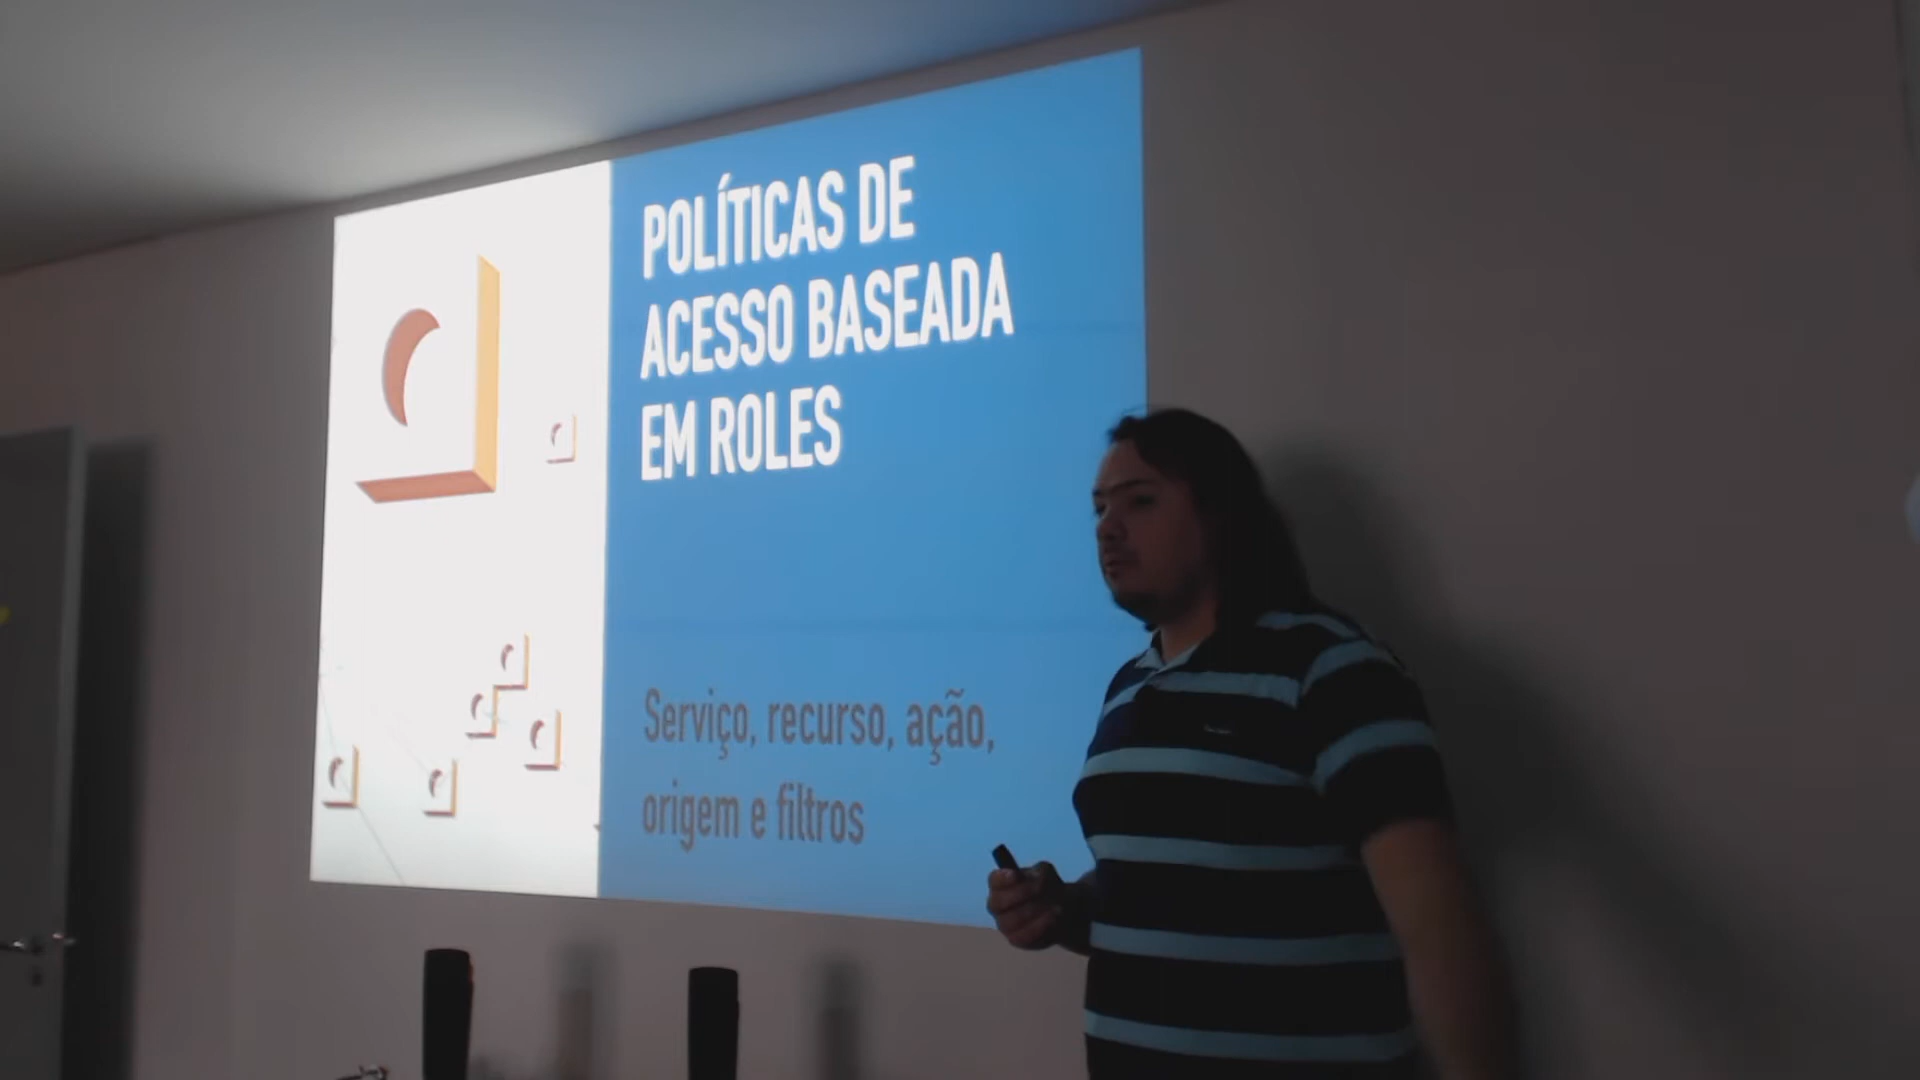 POLÍTICAS DE
ACESSO BASEADA
EM ROLES
Serviço, recurso, ação,
origem e filtros